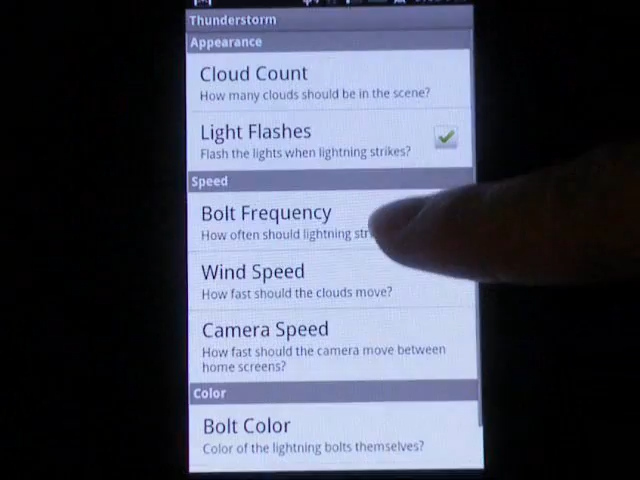 Thunderstorm
Appearance
Cloud Count
How many clouds should be in the scene?
Light Flashes
Flash the lights when lightning strikes?
Speed
Bolt Frequency
How often should lightning
Wind Speed
How fast should the clouds move?
Camera Speed
How fast should the camera move between
home screens?
Color
Bolt Color
Color of the lightning bolts themselves?